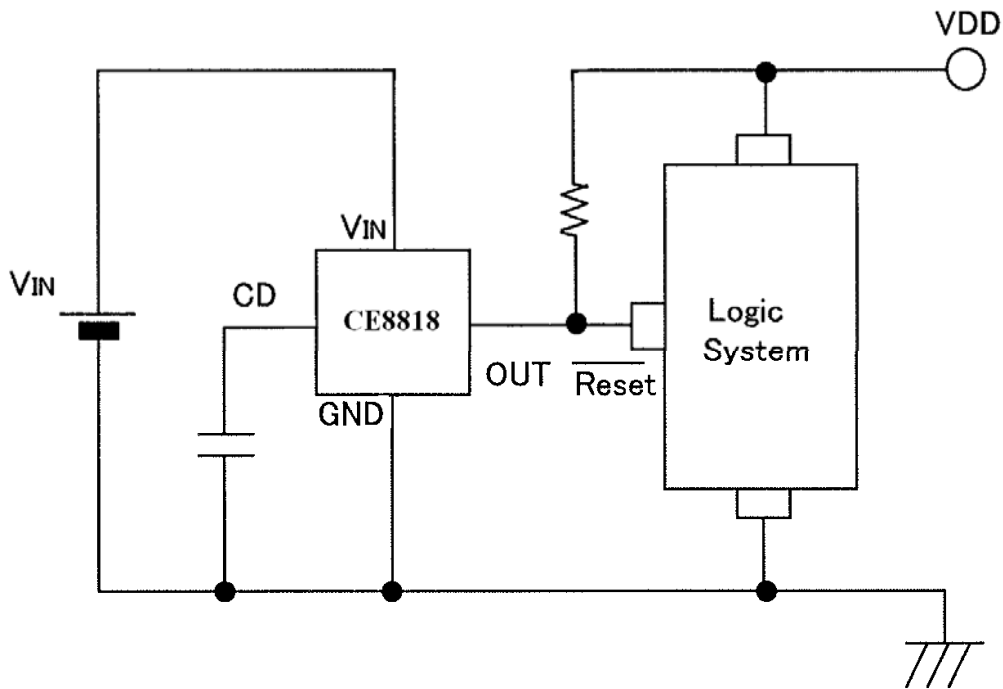 VDD
VIN
VIN
CD
CE8818
Logic
System
OUT
Reset
GND